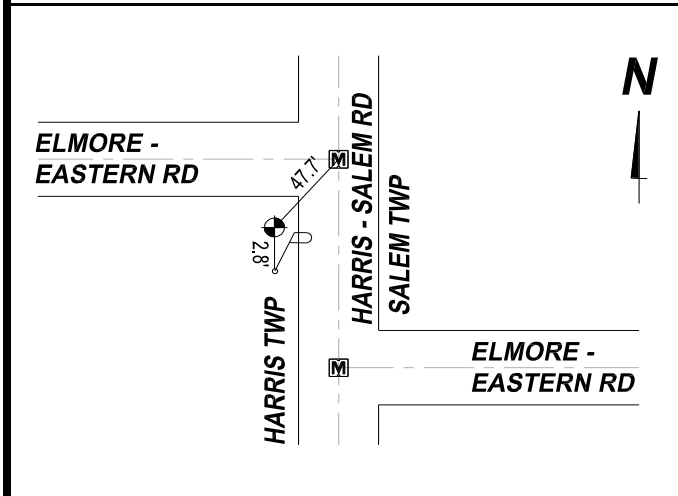 N
ELMORE -
EASTERN RD
47.7'
M
HARRIS - SALEM RD
SALEM TWP
2.8'
HARRIS TWP
M
ELMORE -
EASTERN RD